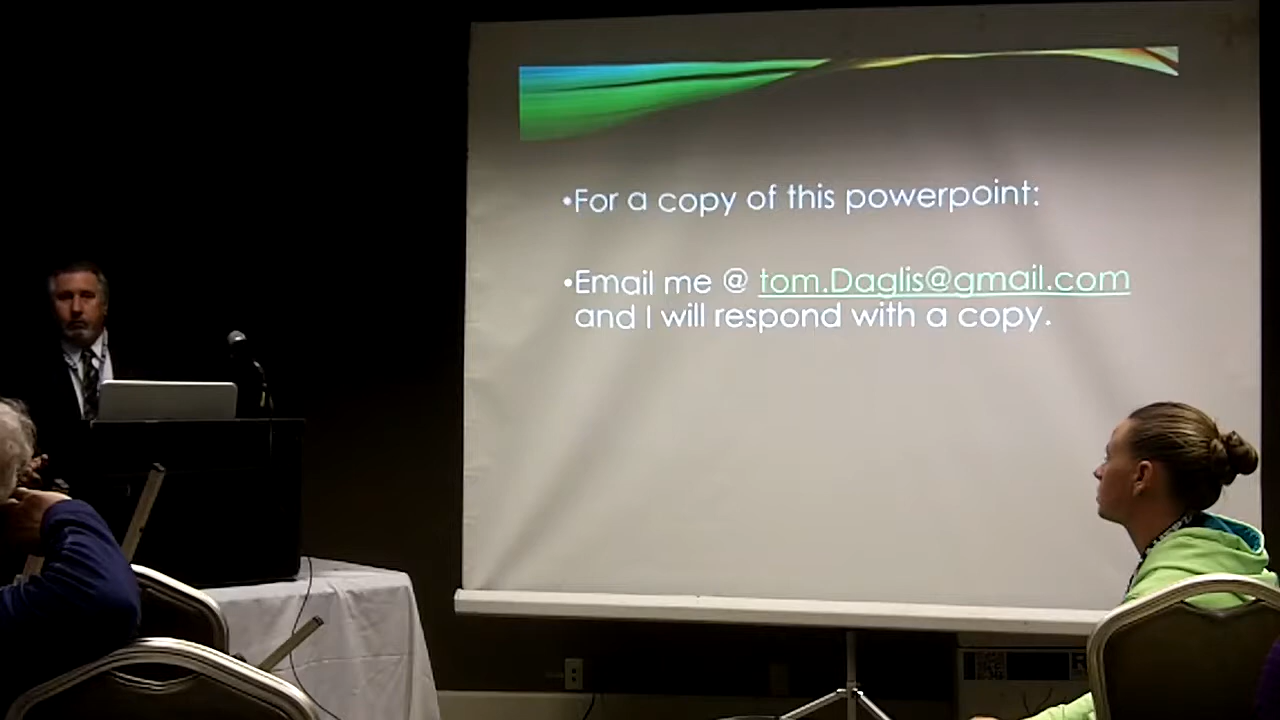 •For a copy of this powerpoint:
•Email me @ tom.Daglis@gmail.com
and I will respond with a copy.